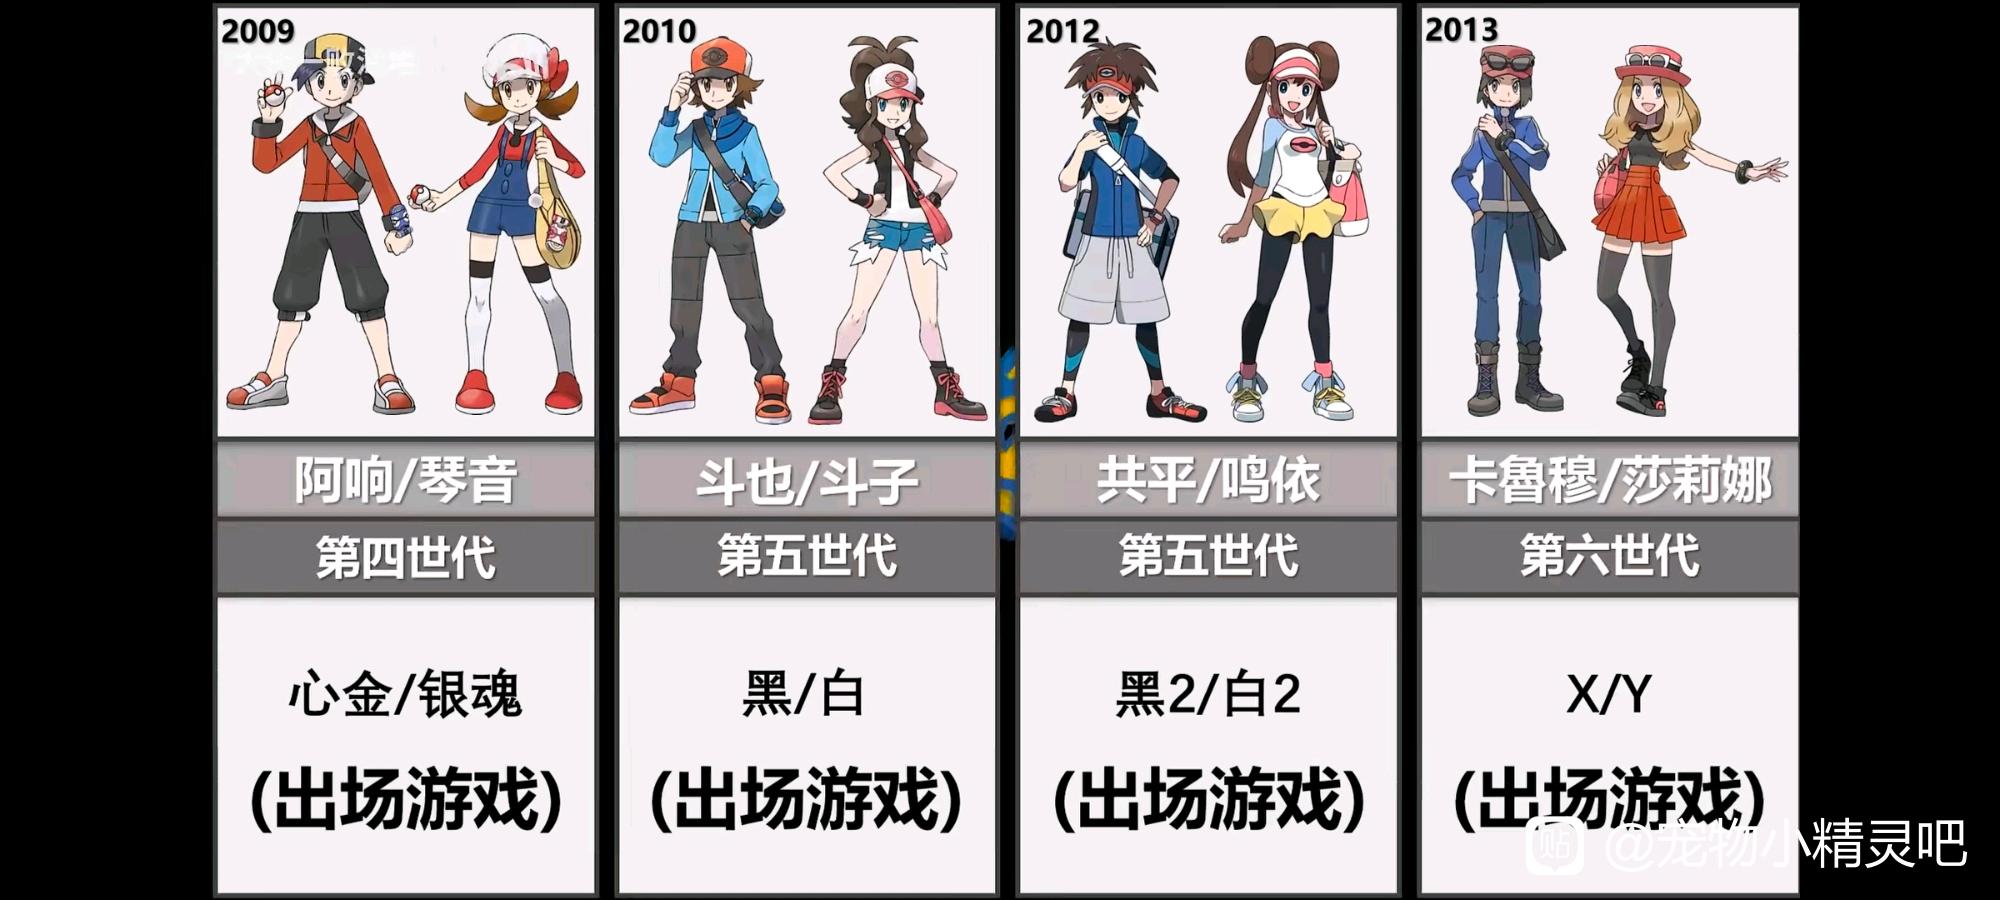 2009
阿响/琴音
第四世代
心金/银魂
(出场游戏)
2010
斗也/斗子
第五世代
黑/白
(出场游戏)
2012
共平/鸣依
第五世代
黑2/白2
(出场游戏)
2013
卡魯穆/莎莉娜
第六世代
X/Y
(出场游戏)
贴 @宠物小精灵吧